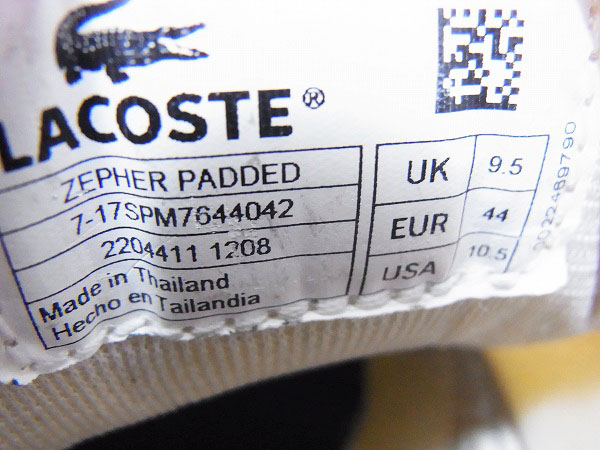 LACOSTE®
ZEPHER PADDED
7-17SPM7644042
2204411 1208
Made in Thailand
Hecho en Tailandia
UK 9.5
EUR 44
USA 10.5